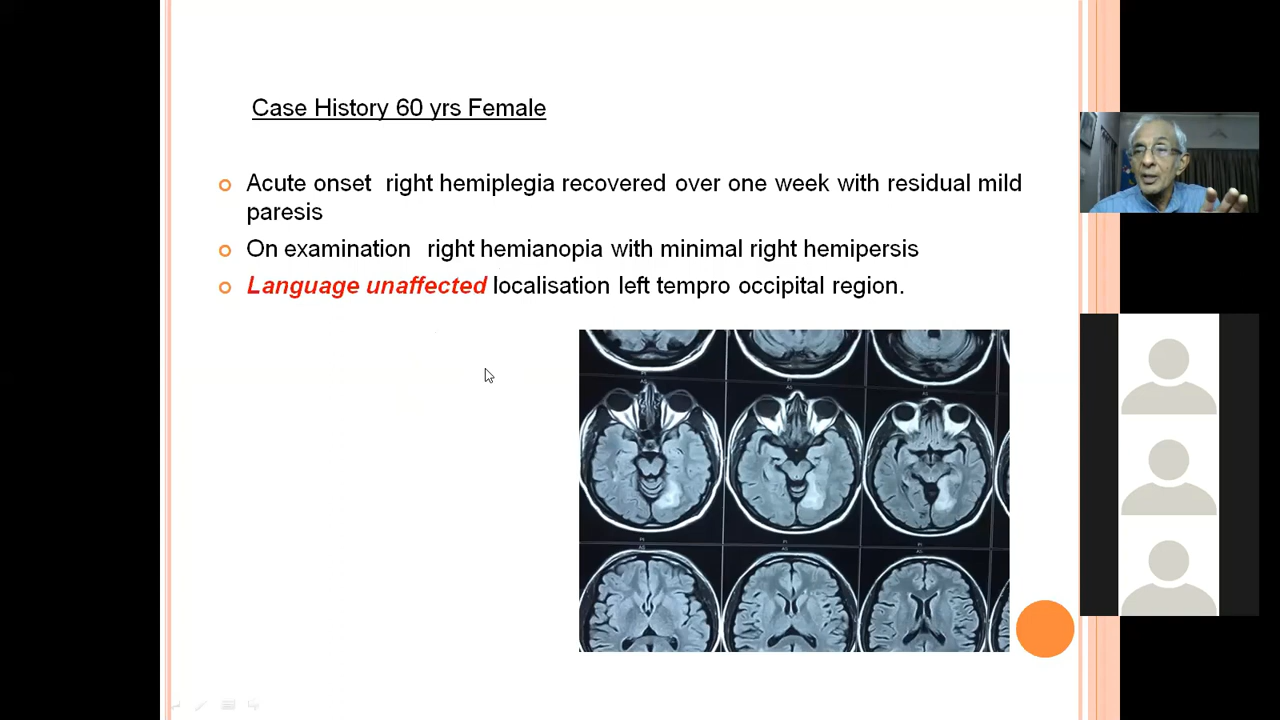 Case History 60 yrs Female
Acute onset right hemiplegia recovered over one week with residual mild
paresis
On examination right hemianopia with minimal right hemipersis
Language unaffected localisation left tempro occipital region.